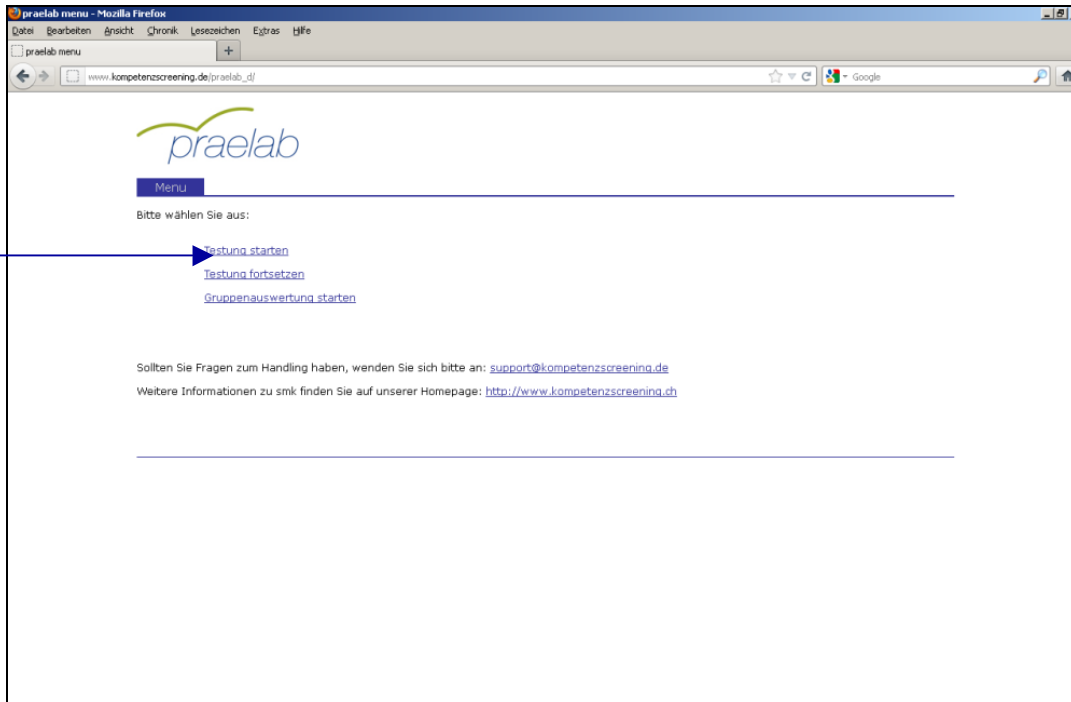 praelab menu - Mozilla Firefox
Datei Bearbeiten Ansicht Chronik Lesezeichen Extras Hilfe
praelab menu +
www.kompetenzscreening.de/praelab_d/ Google
praelab
Menu
Bitte wählen Sie aus:
Testung starten
Testung fortsetzen
Gruppenauswertung starten
Sollten Sie Fragen zum Handling haben, wenden Sie sich bitte an: support@kompetenzscreening.de
Weitere Informationen zu smk finden Sie auf unserer Homepage: http://www.kompetenzscreening.ch